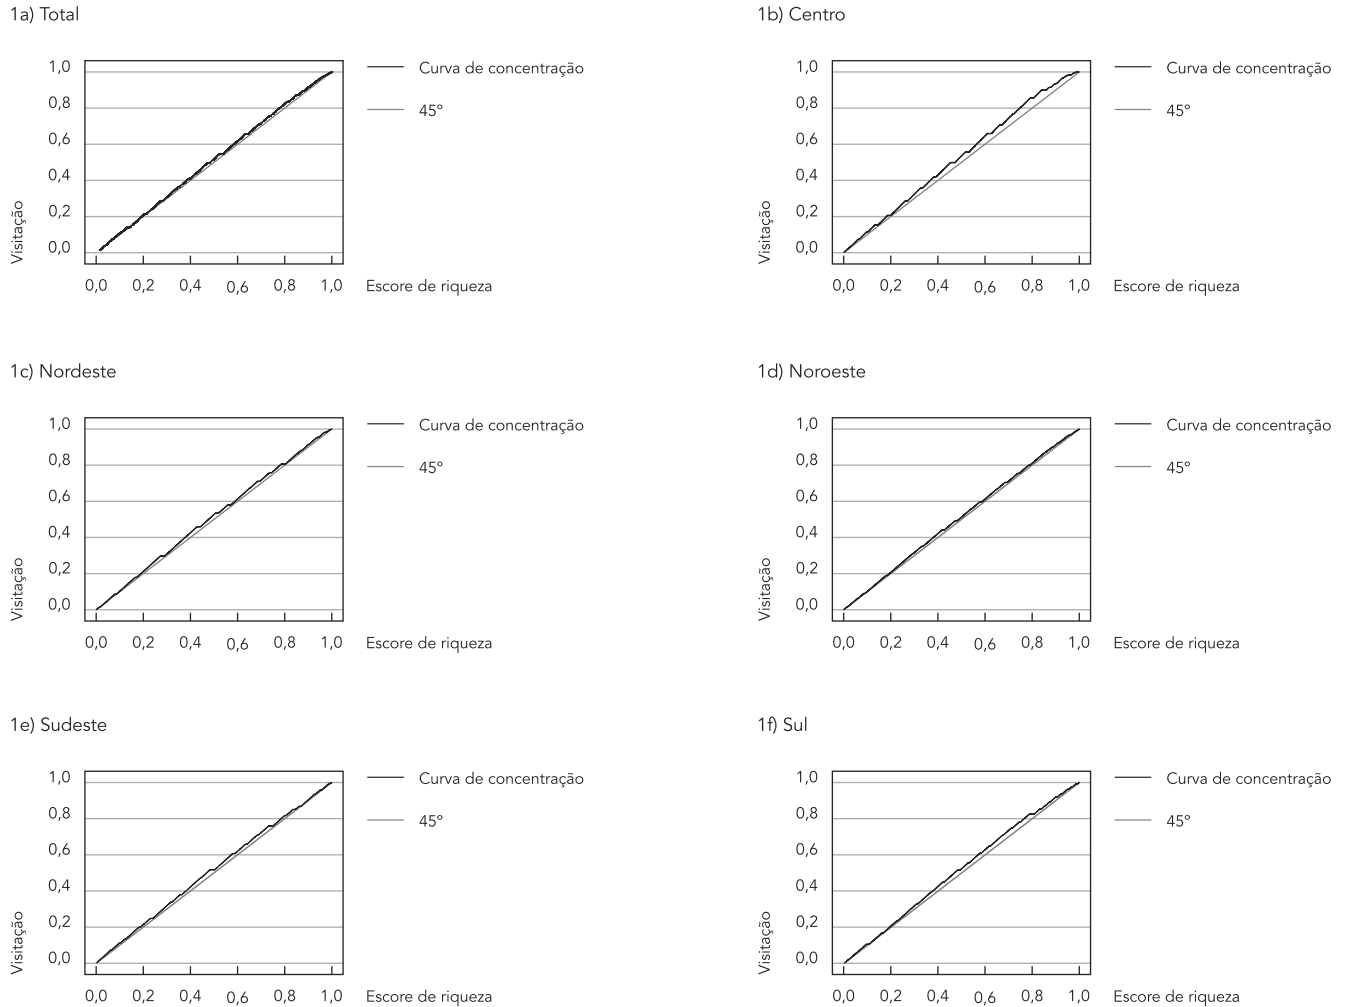 1a) Total
1,0
0,8
0,6
0,4
0,2
0,0
Visitação
0,0 0,2 0,4 0,6 0,8 1,0 Escore de riqueza
Curva de concentração
45º
1b) Centro
1,0
0,8
0,6
0,4
0,2
0,0
Visitação
0,0 0,2 0,4 0,6 0,8 1,0 Escore de riqueza
Curva de concentração
45º
1c) Nordeste
1,0
0,8
0,6
0,4
0,2
0,0
Visitação
0,0 0,2 0,4 0,6 0,8 1,0 Escore de riqueza
Curva de concentração
45º
1d) Noroeste
1,0
0,8
0,6
0,4
0,2
0,0
Visitação
0,0 0,2 0,4 0,6 0,8 1,0 Escore de riqueza
Curva de concentração
45º
1e) Sudeste
1,0
0,8
0,6
0,4
0,2
0,0
Visitação
0,0 0,2 0,4 0,6 0,8 1,0 Escore de riqueza
Curva de concentração
45º
1f) Sul
1,0
0,8
0,6
0,4
0,2
0,0
Visitação
0,0 0,2 0,4 0,6 0,8 1,0 Escore de riqueza
Curva de concentração
45º